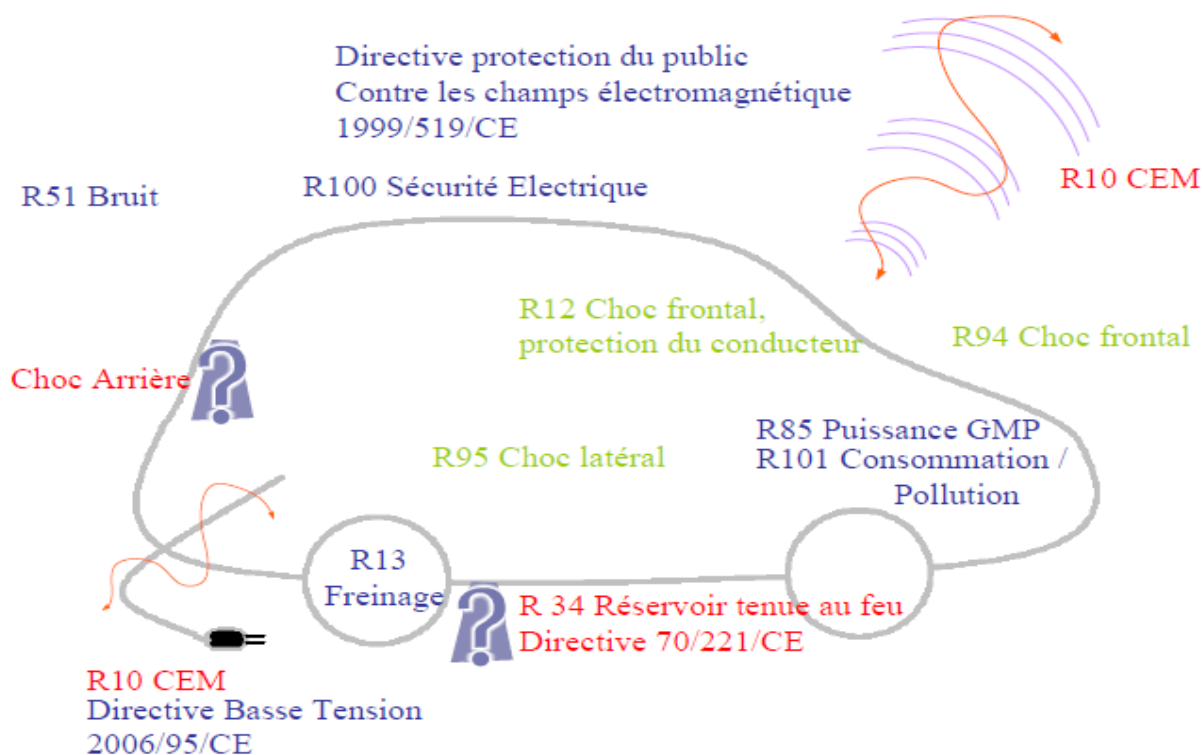 Directive protection du public
Contre les champs électromagnétique
1999/519/CE
R10 CEM
R51 Bruit
R100 Sécurité Electrique
R12 Choc frontal,
protection du conducteur
R94 Choc frontal
Choc Arrière
?
R85 Puissance GMP
R101 Consommation /
Pollution
R95 Choc latéral
R13
Freinage
?
R 34 Réservoir tenue au feu
Directive 70/221/CE
R10 CEM
Directive Basse Tension
2006/95/CE